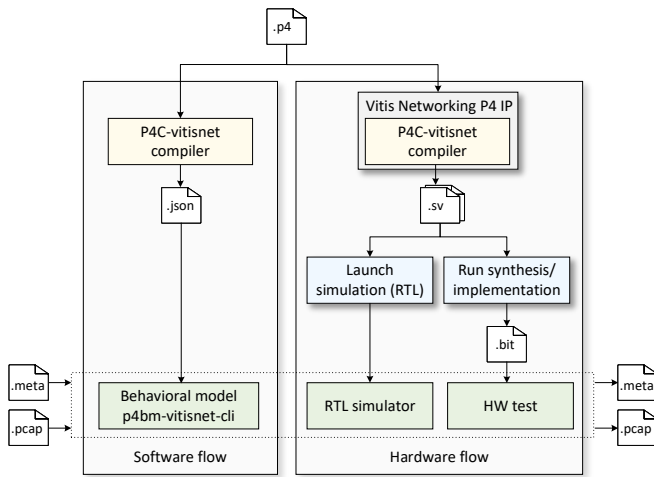 .p4
Vitis Networking P4 IP
P4C-vitisnet
compiler
P4C-vitisnet
compiler
.json
.sv
Launch
simulation (RTL)
Run synthesis/
implementation
.bit
.meta
.meta
Behavioral model
p4bm-vitisnet-cli
RTL simulator
HW test
.pcap
.pcap
Software flow
Hardware flow